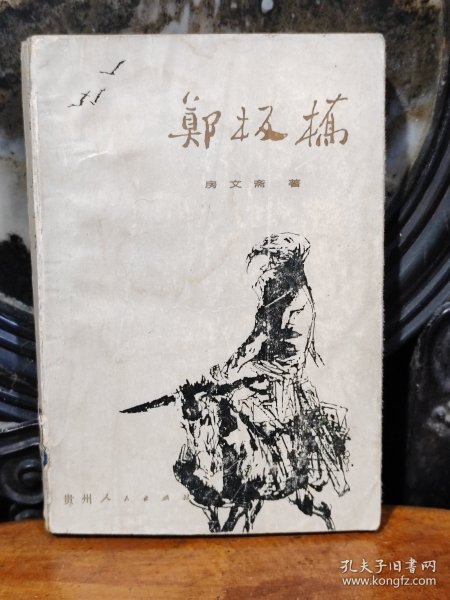 鄭板橋
房文斋 著
贵州人民出版社
孔夫子旧书网
www.kongfz.com